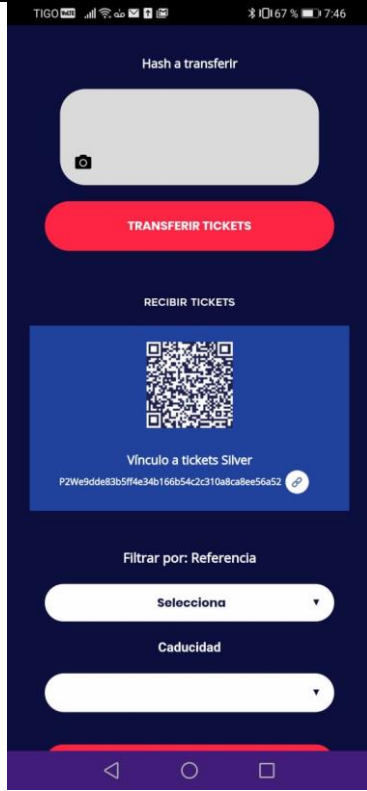 TIGO VoLTE 67 % 7:46
Hash a transferir
TRANSFERIR TICKETS
RECIBIR TICKETS
Vínculo a tickets Silver
P2We9dde83b5ff4e34b166b54c2c310a8ca8ee56a52
Filtrar por: Referencia
Selecciona
Caducidad